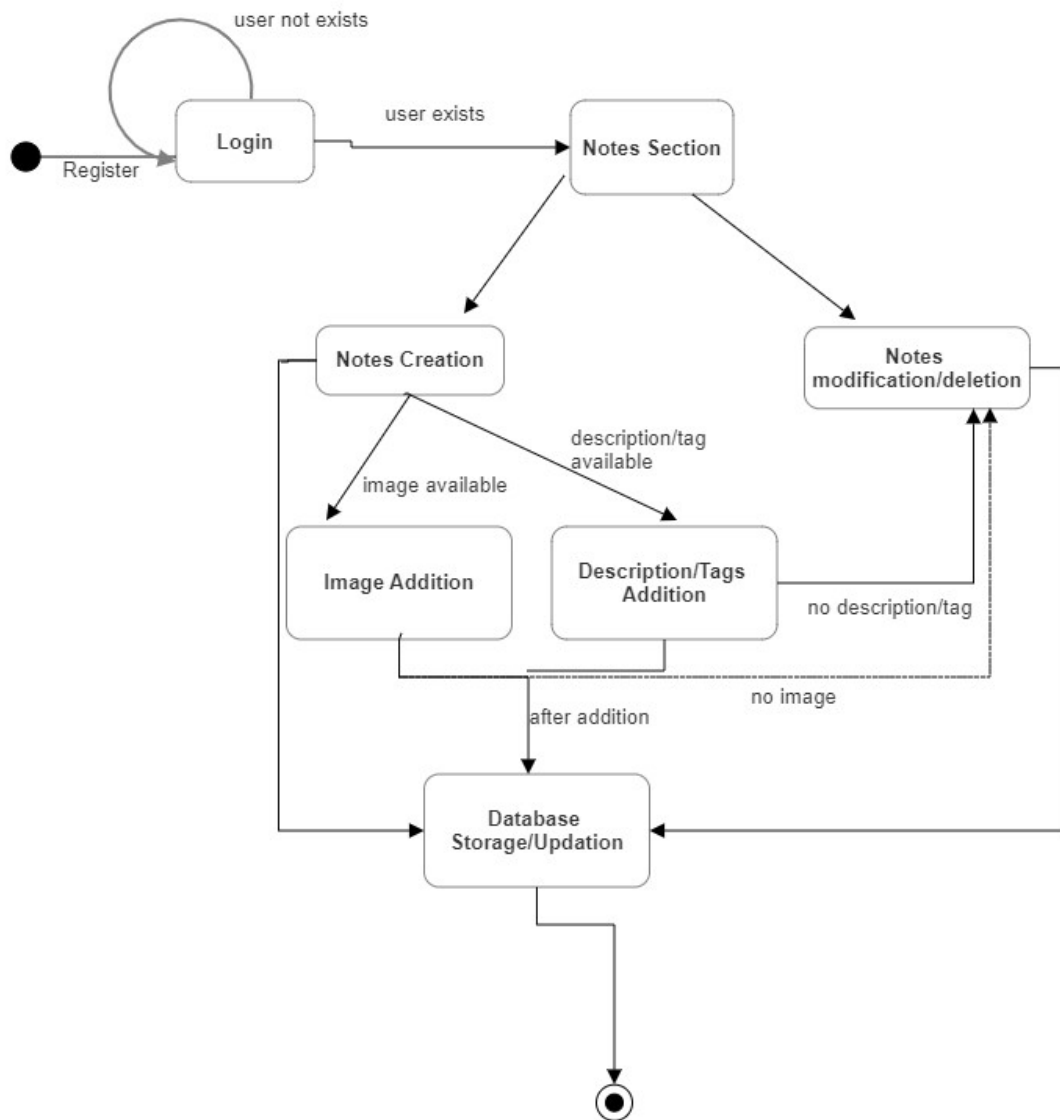 user not exists
Login
user exists
Notes Section
Register
Notes Creation
Notes
modification/deletion
description/tag
available
image available
Image Addition
Description/Tags
Addition
no description/tag
no image
after addition
Database
Storage/Updation